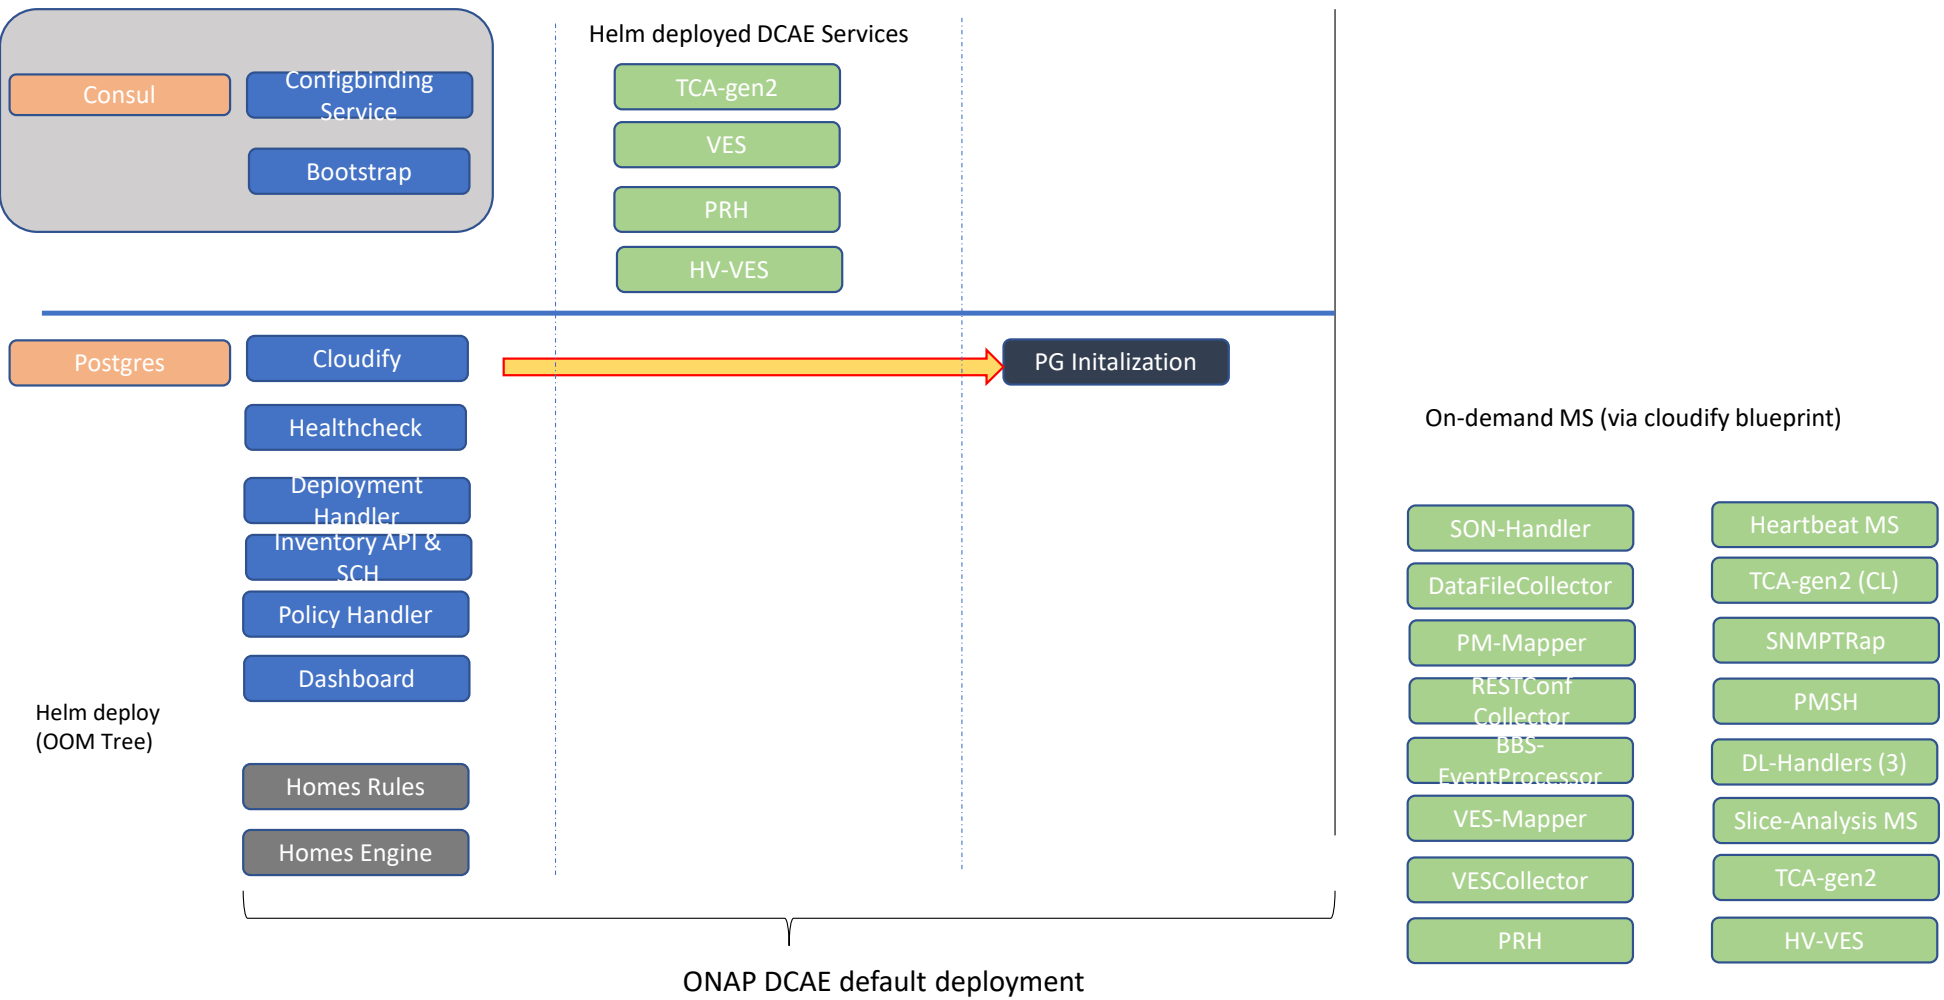 Helm deployed DCAE Services
Consul
Configbinding
Service
Bootstrap
TCA-gen2
VES
PRH
HV-VES
Postgres
Cloudify
PG Initalization
Healthcheck
Deployment
Handler
Inventory API &
SCH
Policy Handler
Dashboard
Helm deploy
(OOM Tree)
Homes Rules
Homes Engine
On-demand MS (via cloudify blueprint)
SON-Handler
DataFileCollector
PM-Mapper
RESTConf
Collector
BBS-
EventProcessor
VES-Mapper
VESCollector
PRH
Heartbeat MS
TCA-gen2 (CL)
SNMPTRap
PMSH
DL-Handlers (3)
Slice-Analysis MS
TCA-gen2
HV-VES
ONAP DCAE default deployment